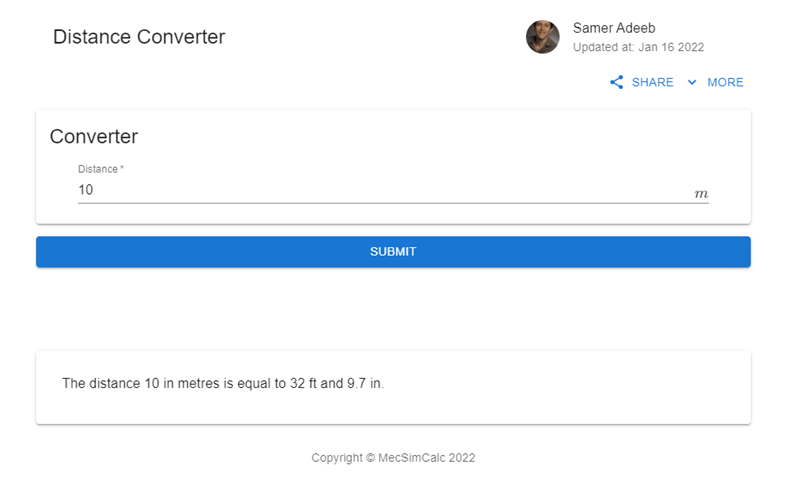 Distance Converter
Samer Adeeb
Updated at: Jan 16 2022
SHARE
MORE
Converter
Distance *
10
m
SUBMIT
The distance 10 in metres is equal to 32 ft and 9.7 in.
Copyright © MecSimCalc 2022